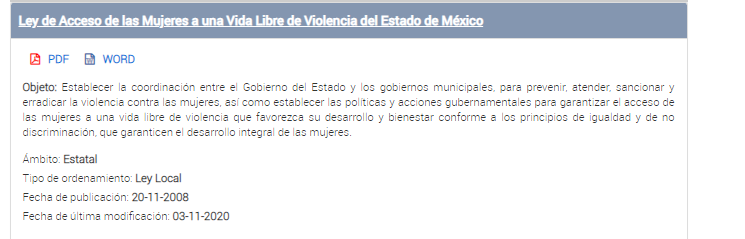 Ley de Acceso de las Mujeres a una Vida Libre de Violencia del Estado de México
PDF WORD
Objeto: Establecer la coordinación entre el Gobierno del Estado y los gobiernos municipales, para prevenir, atender, sancionar y
erradicar la violencia contra las mujeres, así como establecer las políticas y acciones gubernamentales para garantizar el acceso de
las mujeres a una vida libre de violencia que favorezca su desarrollo y bienestar conforme a los principios de igualdad y de no
discriminación, que garanticen el desarrollo integral de las mujeres.
Ámbito: Estatal
Tipo de ordenamiento: Ley Local
Fecha de publicación: 20-11-2008
Fecha de última modificación: 03-11-2020